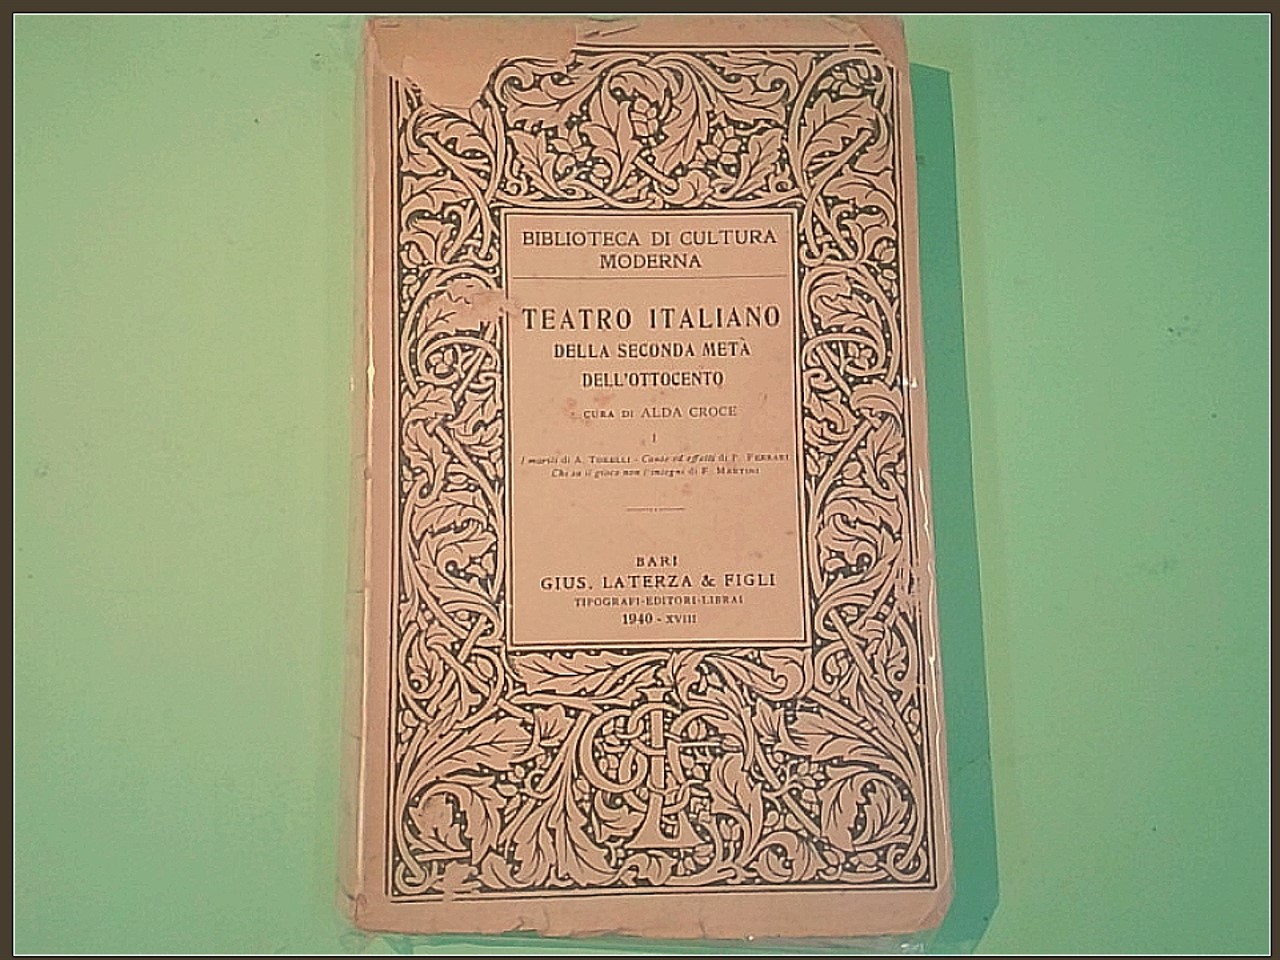 BIBLIOTECA DI CULTURA
MODERNA
TEATRO ITALIANO
DELLA SECONDA METÀ
DELL'OTTOCENTO
CURA DI ALDA CROCE
I
I mariti di A. TORELLI - Cause ed effetti di P. FERRARI
Chi sa il gioco non l'insegni di F. MARTINI
BARI
GIUS. LATERZA & FIGLI
TIPOGRAFI-EDITORI-LIBRAI
1940 - XVIII